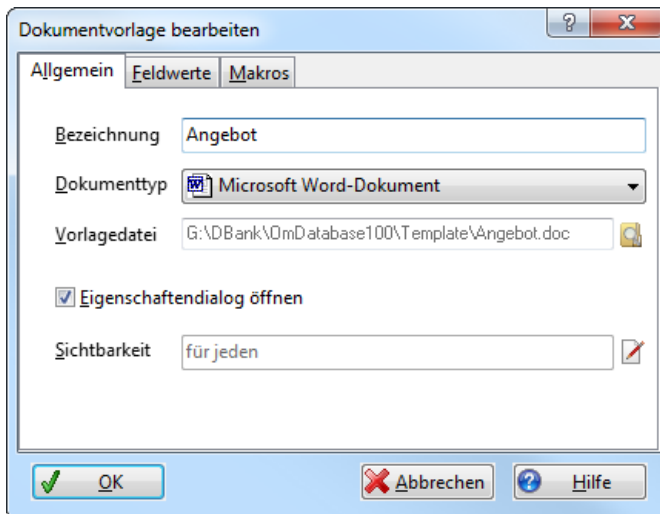 Dokumentvorlage bearbeiten
Allgemein Feldwerte Makros
Bezeichnung Angebot
Dokumenttyp Microsoft Word-Dokument
Vorlagedatei G:\DBank\OmDatabase100\Template\Angebot.doc
Eigenschaftendialog öffnen
Sichtbarkeit für jeden
OK Abbrechen Hilfe